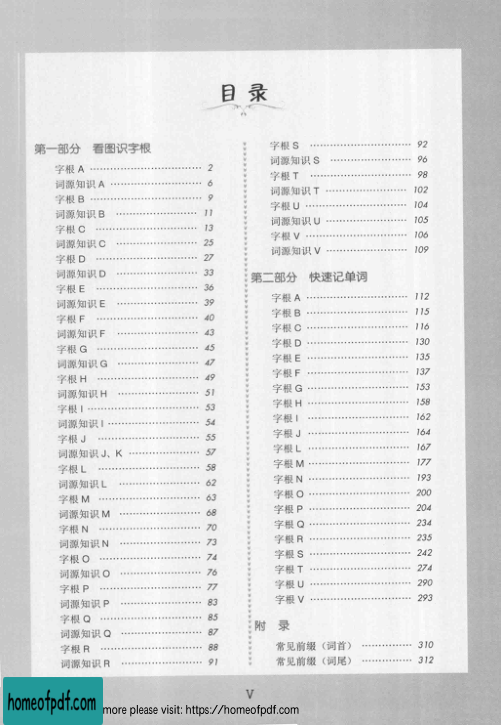 目 录
第一部分 看图识字根
字根 A 2
词源知识 A 6
字根 B 9
词源知识 B 11
字根 C 13
词源知识 C 25
字根 D 27
词源知识 D 33
字根 E 36
词源知识 E 39
字根 F 40
词源知识 F 43
字根 G 45
词源知识 G 47
字根 H 49
词源知识 H 51
字根 I 53
词源知识 I 54
字根 J 55
词源知识 J、K 57
字根 L 58
词源知识 L 62
字根 M 63
词源知识 M 68
字根 N 70
词源知识 N 73
字根 O 74
词源知识 O 76
字根 P 77
词源知识 P 83
字根 Q 85
词源知识 Q 87
字根 R 88
词源知识 R 91
字根 S 92
词源知识 S 96
字根 T 98
词源知识 T 102
字根 U 104
词源知识 U 105
字根 V 106
词源知识 V 109
第二部分 快速记单词
字根 A 112
字根 B 115
字根 C 116
字根 D 130
字根 E 135
字根 F 137
字根 G 153
字根 H 158
字根 I 162
字根 J 164
字根 L 167
字根 M 177
字根 N 193
字根 O 200
字根 P 204
字根 Q 234
字根 R 235
字根 S 242
字根 T 274
字根 U 290
字根 V 293
附 录
常见前缀（词首） 310
常见前缀（词尾） 312
V
homeofpdf.com
more please visit: https://homeofpdf.com